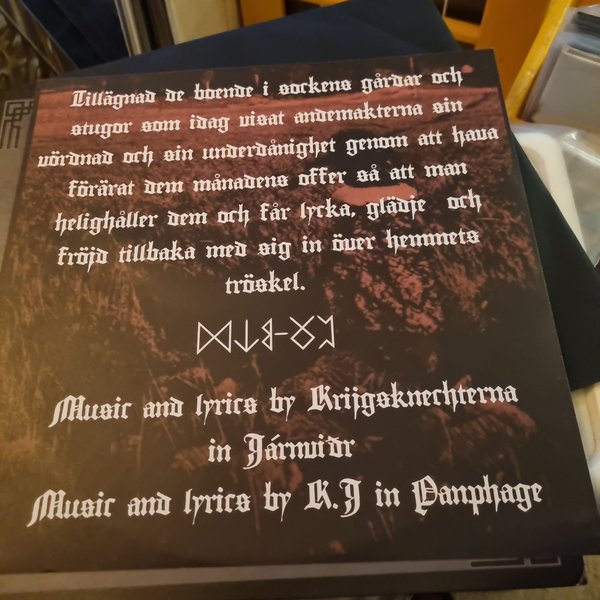 Tillägnad de boende i sockens gårdar och
stugor som idag visat andemakterna sin
vördnad och sin underdånighet genom att hava
förärat dem månadens offer så att man
helighåller dem och får lycka, glädje och
fröjd tillbaka med sig in över hemmets
tröskel.
Music and lyrics by Krijgsknechterna
in Járnviðr
Music and lyrics by K.J in Panphage